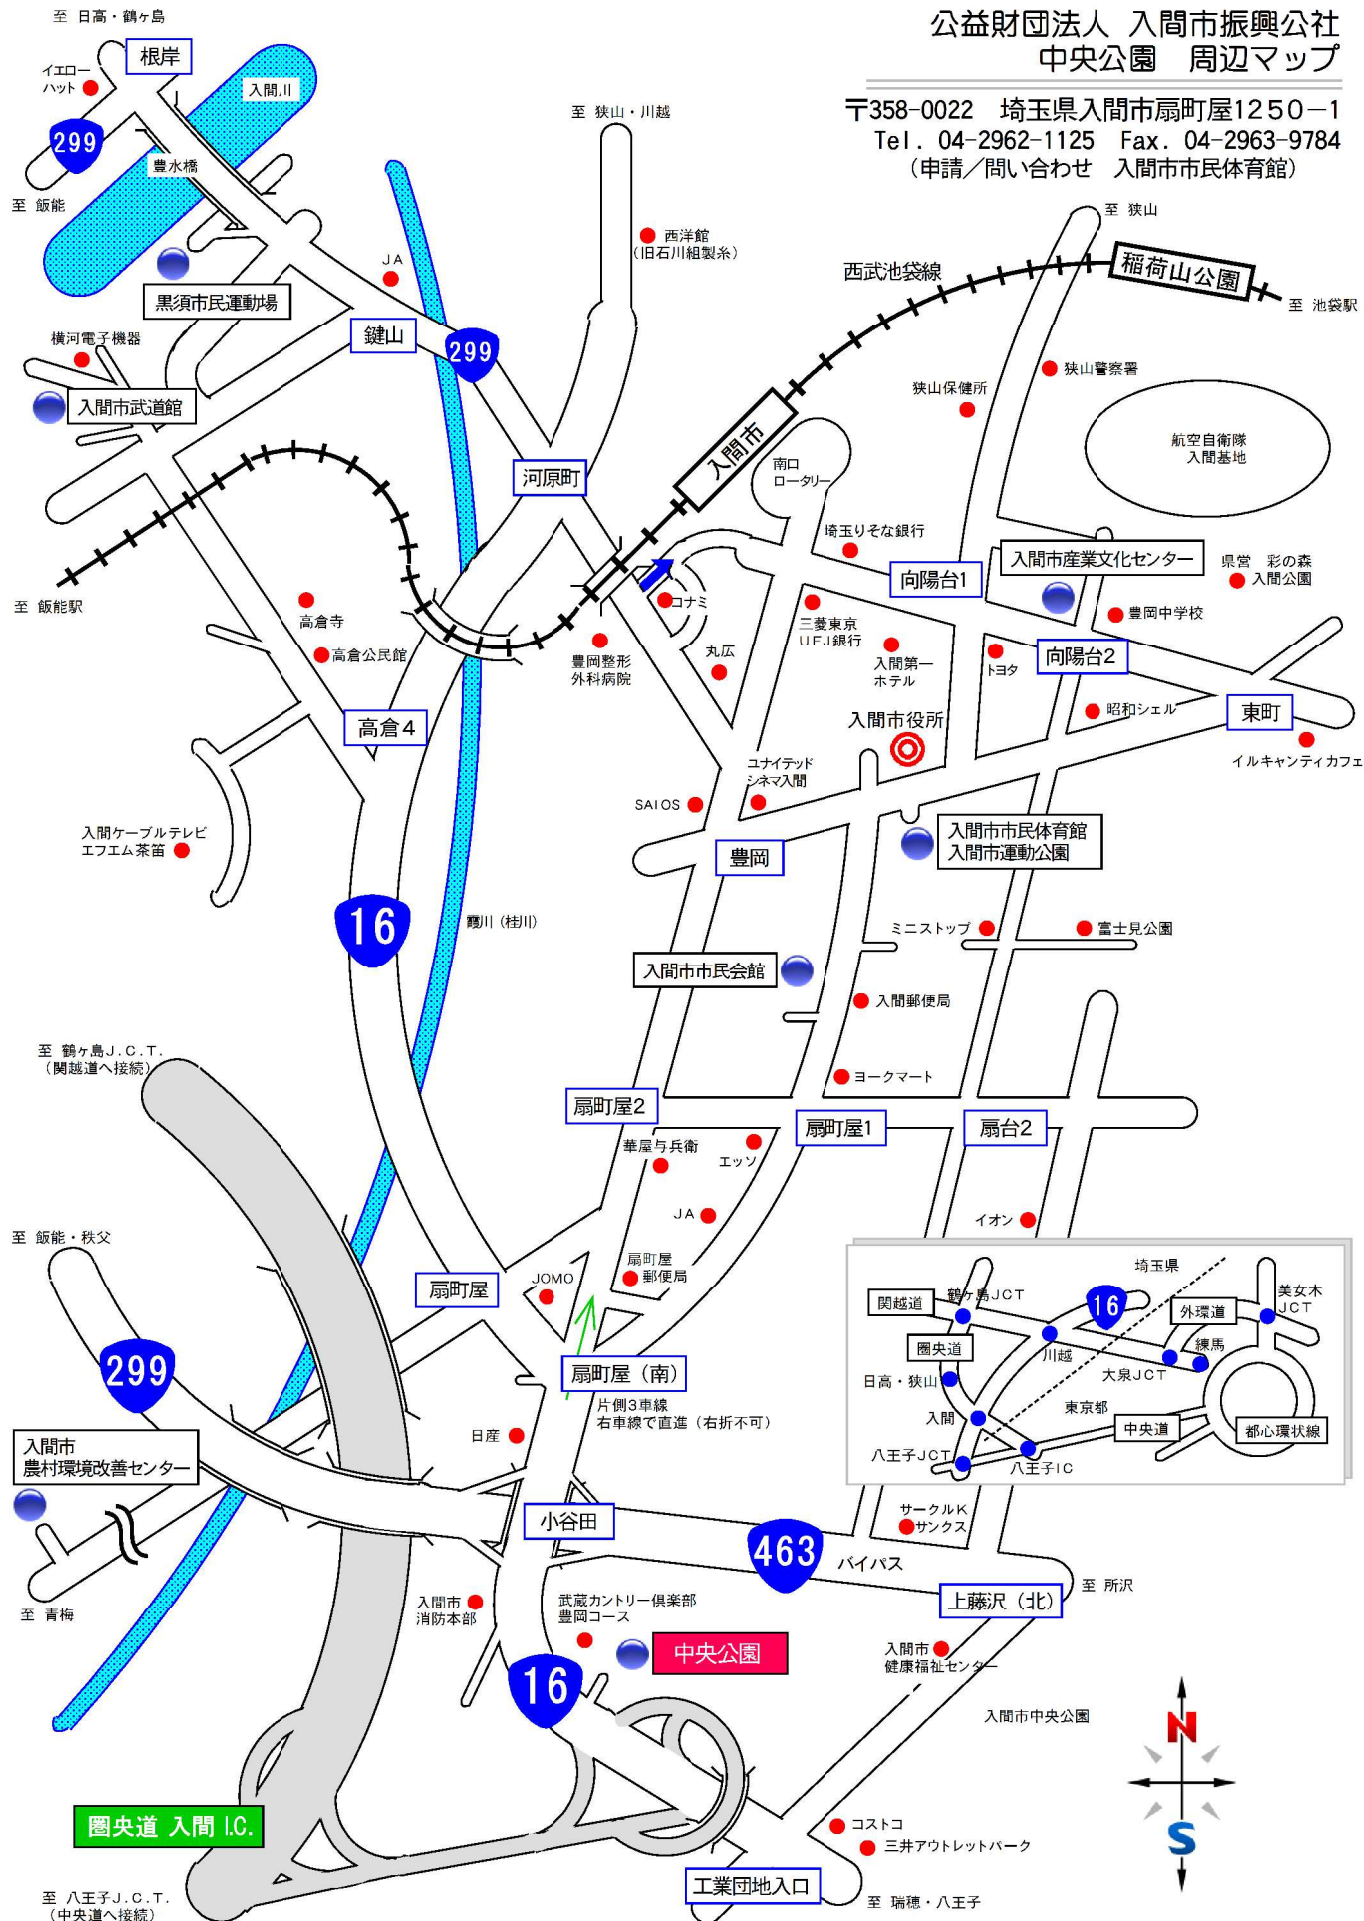 公益財団法人 入間市振興公社
中央公園 周辺マップ
〒358-0022 埼玉県入間市扇町屋1250－1
Tel. 04-2962-1125 Fax. 04-2963-9784
(申請／問い合わせ 入間市市民体育館)
至 日高・鶴ヶ島
根岸
イエロー
ハット
入間川
299
豊水橋
至 飯能
至 狭山・川越
西洋館
(旧石川組製糸)
至 狭山
西武池袋線
稲荷山公園
至 池袋駅
JA
黒須市民運動場
鍵山
299
横河電子機器
入間市武道館
狭山警察署
狭山保健所
航空自衛隊
入間基地
入間市
河原町
南口
ロータリー
埼玉りそな銀行
向陽台1
入間市産業文化センター
県営 彩の森
入間公園
至 飯能駅
高倉寺
高倉公民館
コナミ
三菱東京
UFJ銀行
豊岡中学校
豊岡整形
外科病院
丸広
入間第一
ホテル
トヨタ
向陽台2
高倉4
入間市役所
昭和シェル
東町
イルキャンティカフェ
ユナイテッド
シネマ入間
SAIOS
入間ケーブルテレビ
エフエム茶笛
豊岡
入間市市民体育館
入間市運動公園
16
霞川 (桂川)
ミニストップ
富士見公園
入間市市民会館
入間郵便局
至 鶴ヶ島J.C.T.
(関越道へ接続)
ヨークマート
扇町屋2
扇町屋1
扇台2
華屋与兵衛
エッソ
JA
イオン
至 飯能・秩父
扇町屋
扇町屋
郵便局
JOMO
埼玉県
関越道
鶴ヶ島JCT
16
外環道
美女木
JCT
圏央道
川越
練馬
大泉JCT
日高・狭山
入間
東京都
中央道
都心環状線
八王子JCT
八王子IC
299
扇町屋 (南)
片側3車線
右車線で直進 (右折不可)
日産
入間市
農村環境改善センター
小谷田
サークルK
サンクス
463
バイパス
至 青梅
入間市
消防本部
武蔵カントリー倶楽部
豊岡コース
上藤沢 (北)
至 所沢
中央公園
16
入間市
健康福祉センター
入間市中央公園
N
S
圏央道 入間 I.C.
コストコ
三井アウトレットパーク
工業団地入口
至 瑞穂・八王子
至 八王子J.C.T.
(中央道へ接続)